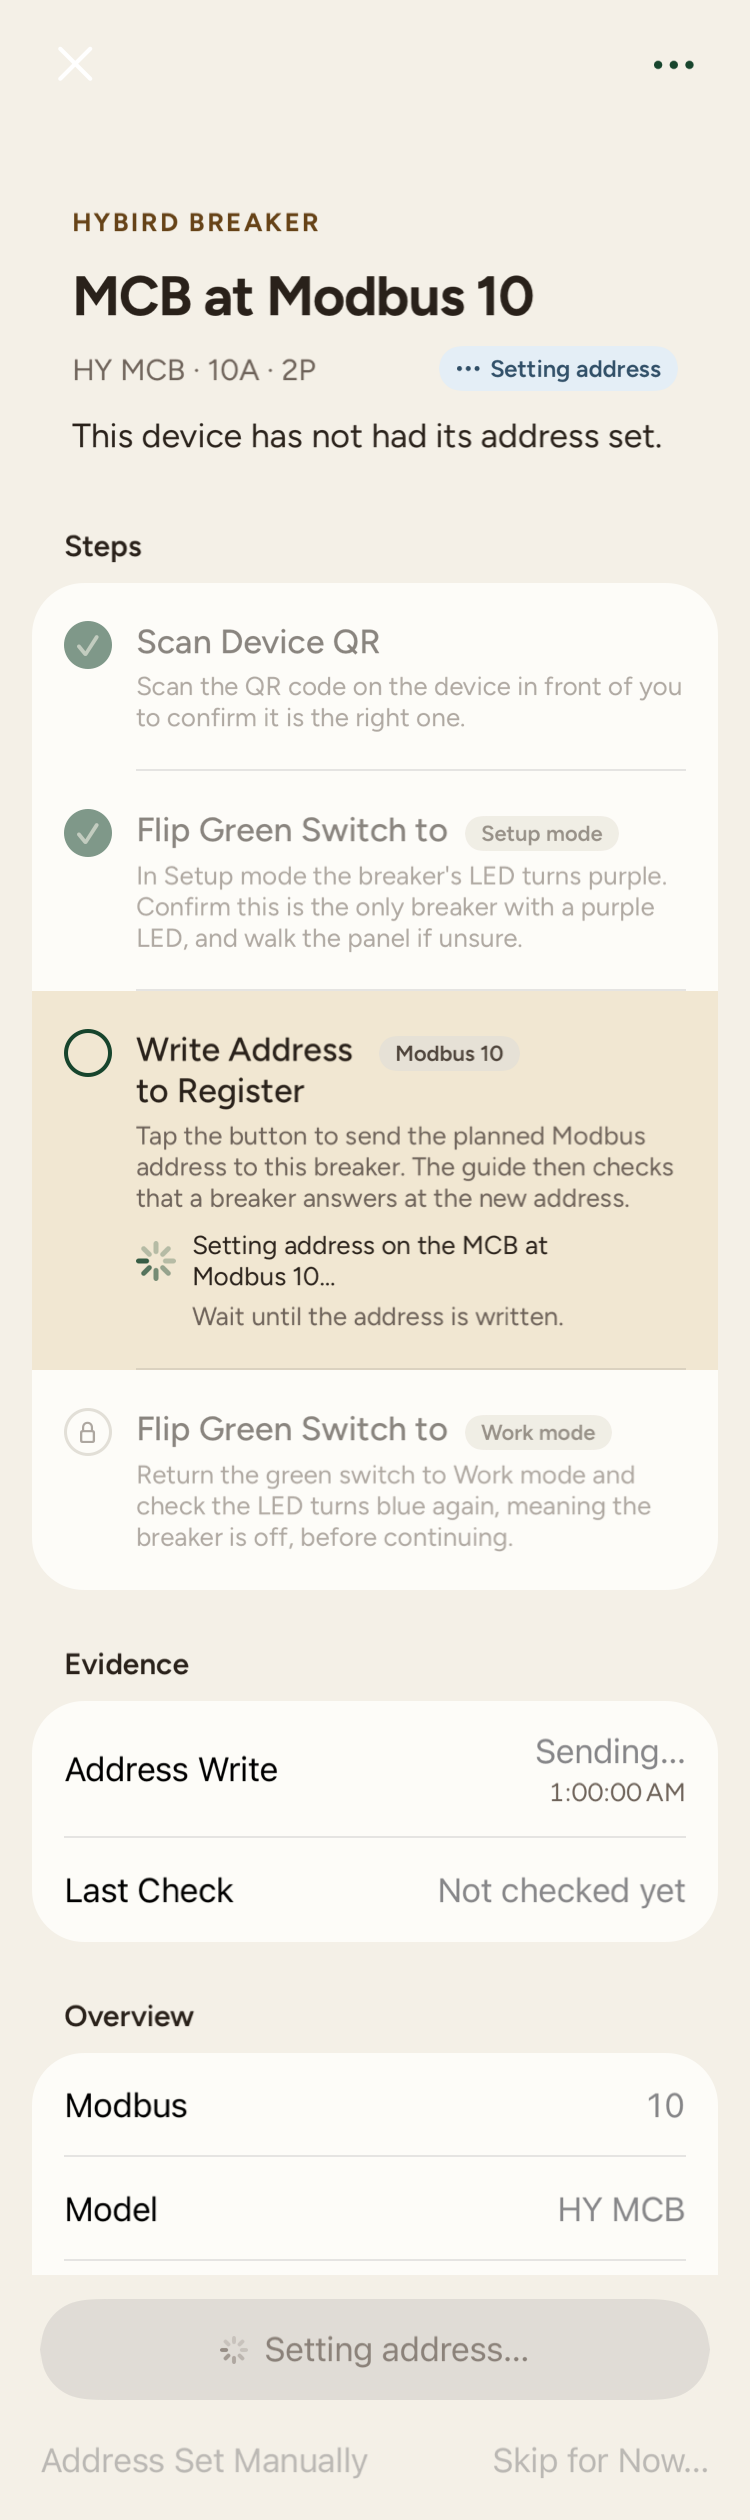 HYBIRD BREAKER
MCB at Modbus 10
HY MCB · 10A · 2P
··· Setting address
This device has not had its address set.
Steps
Scan Device QR
Scan the QR code on the device in front of you
to confirm it is the right one.
Flip Green Switch to Setup mode
In Setup mode the breaker's LED turns purple.
Confirm this is the only breaker with a purple
LED, and walk the panel if unsure.
Write Address Modbus 10
to Register
Tap the button to send the planned Modbus
address to this breaker. The guide then checks
that a breaker answers at the new address.
Setting address on the MCB at
Modbus 10...
Wait until the address is written.
Flip Green Switch to Work mode
Return the green switch to Work mode and
check the LED turns blue again, meaning the
breaker is off, before continuing.
Evidence
Address Write Sending...
1:00:00 AM
Last Check Not checked yet
Overview
Modbus 10
Model HY MCB
Setting address...
Address Set Manually Skip for Now...